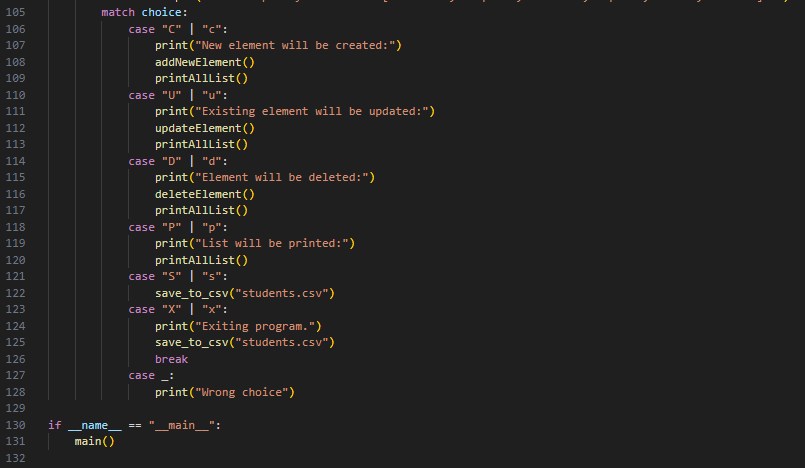 105 match choice:
106 case "C" | "c":
107 print("New element will be created:")
108 addNewElement()
109 printAllList()
110 case "U" | "u":
111 print("Existing element will be updated:")
112 updateElement()
113 printAllList()
114 case "D" | "d":
115 print("Element will be deleted:")
116 deleteElement()
117 printAllList()
118 case "P" | "p":
119 print("List will be printed:")
120 printAllList()
121 case "S" | "s":
122 save_to_csv("students.csv")
123 case "X" | "x":
124 print("Exiting program.")
125 save_to_csv("students.csv")
126 break
127 case _:
128 print("Wrong choice")
129
130 if __name__ == "__main__":
131 main()
132